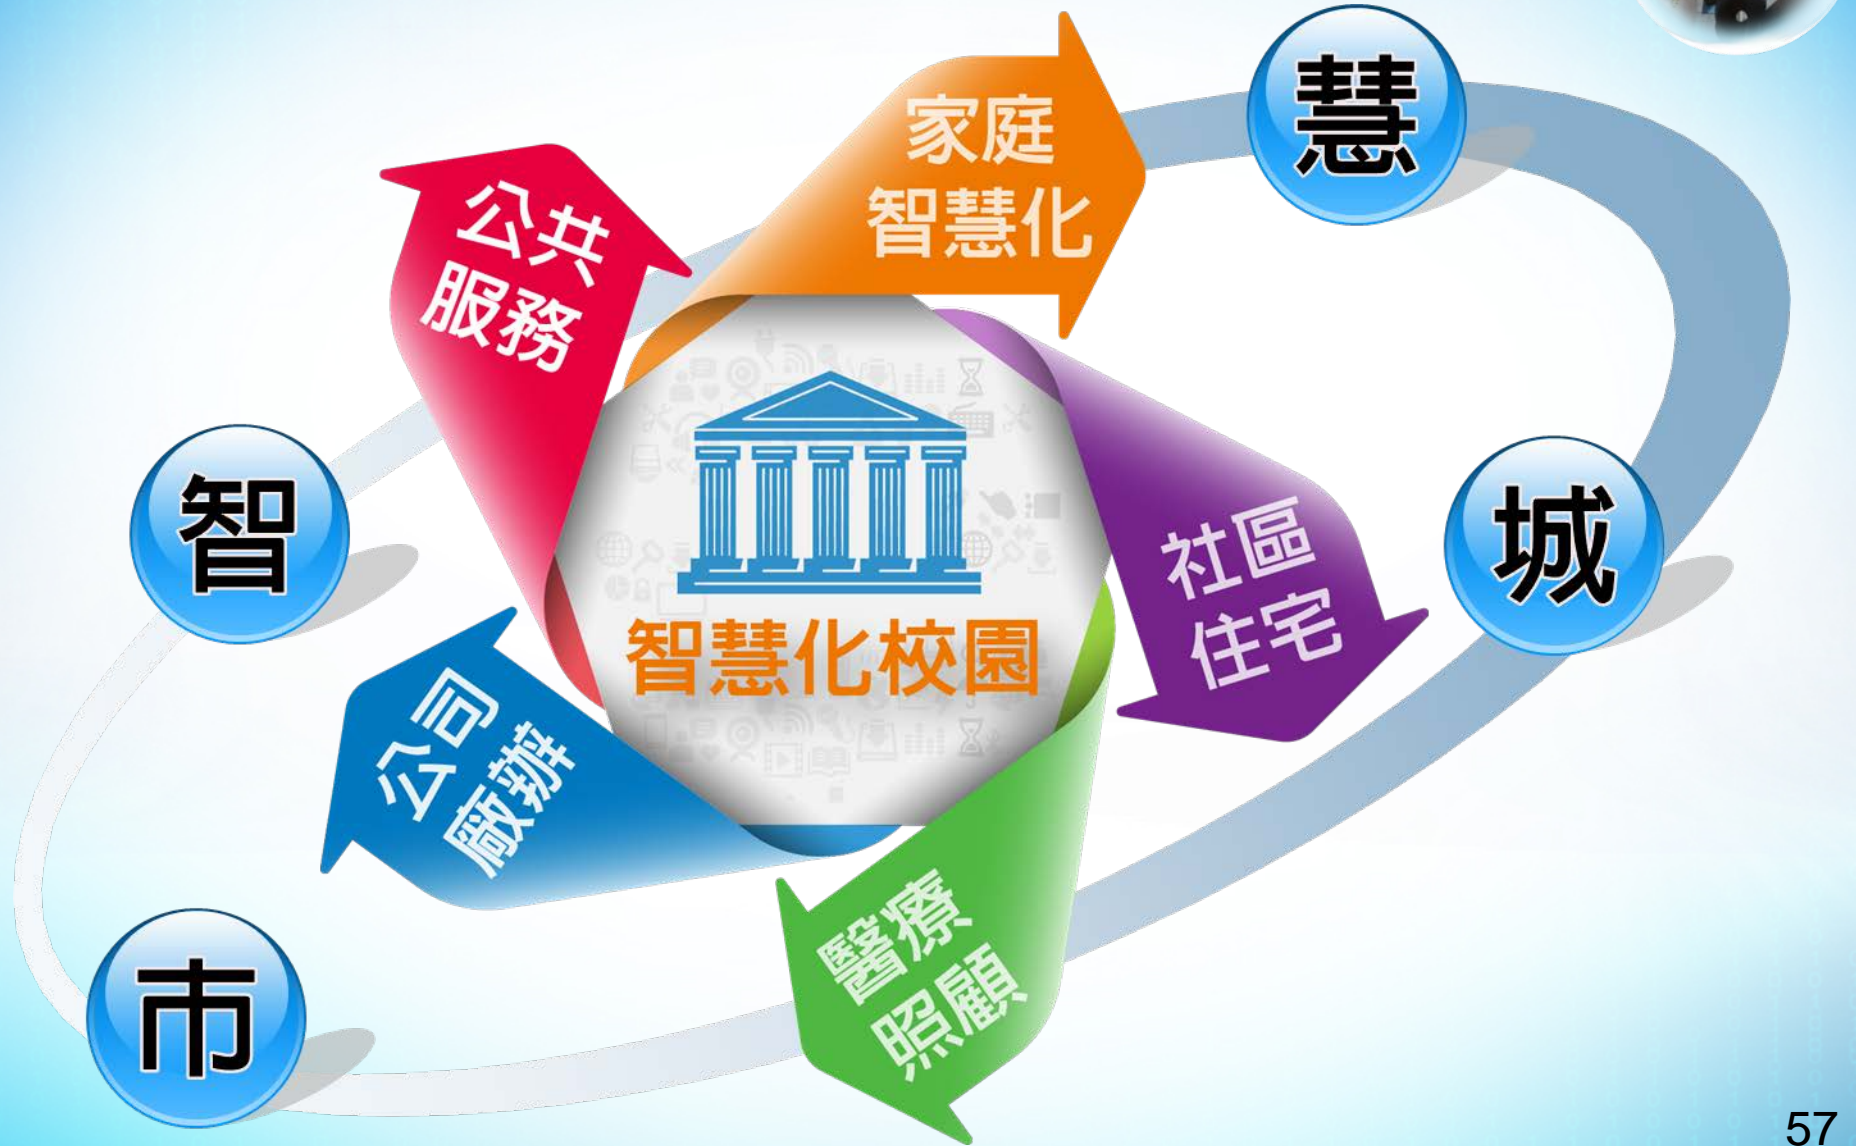 慧
家庭
智慧化
公共
服務
智
城
社區
住宅
智慧化校園
公司
廠辦
醫療
照顧
市
57